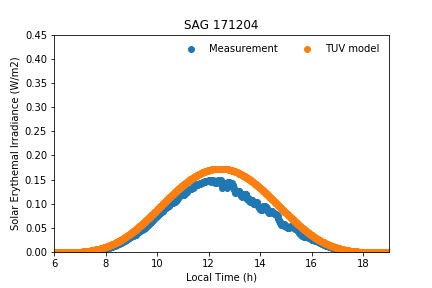 SAG 171204
Measurement
TUV model
Solar Erythemal Irradiance (W/m2)
0.45
0.40
0.35
0.30
0.25
0.20
0.15
0.10
0.05
0.00
6 8 10 12 14 16 18
Local Time (h)